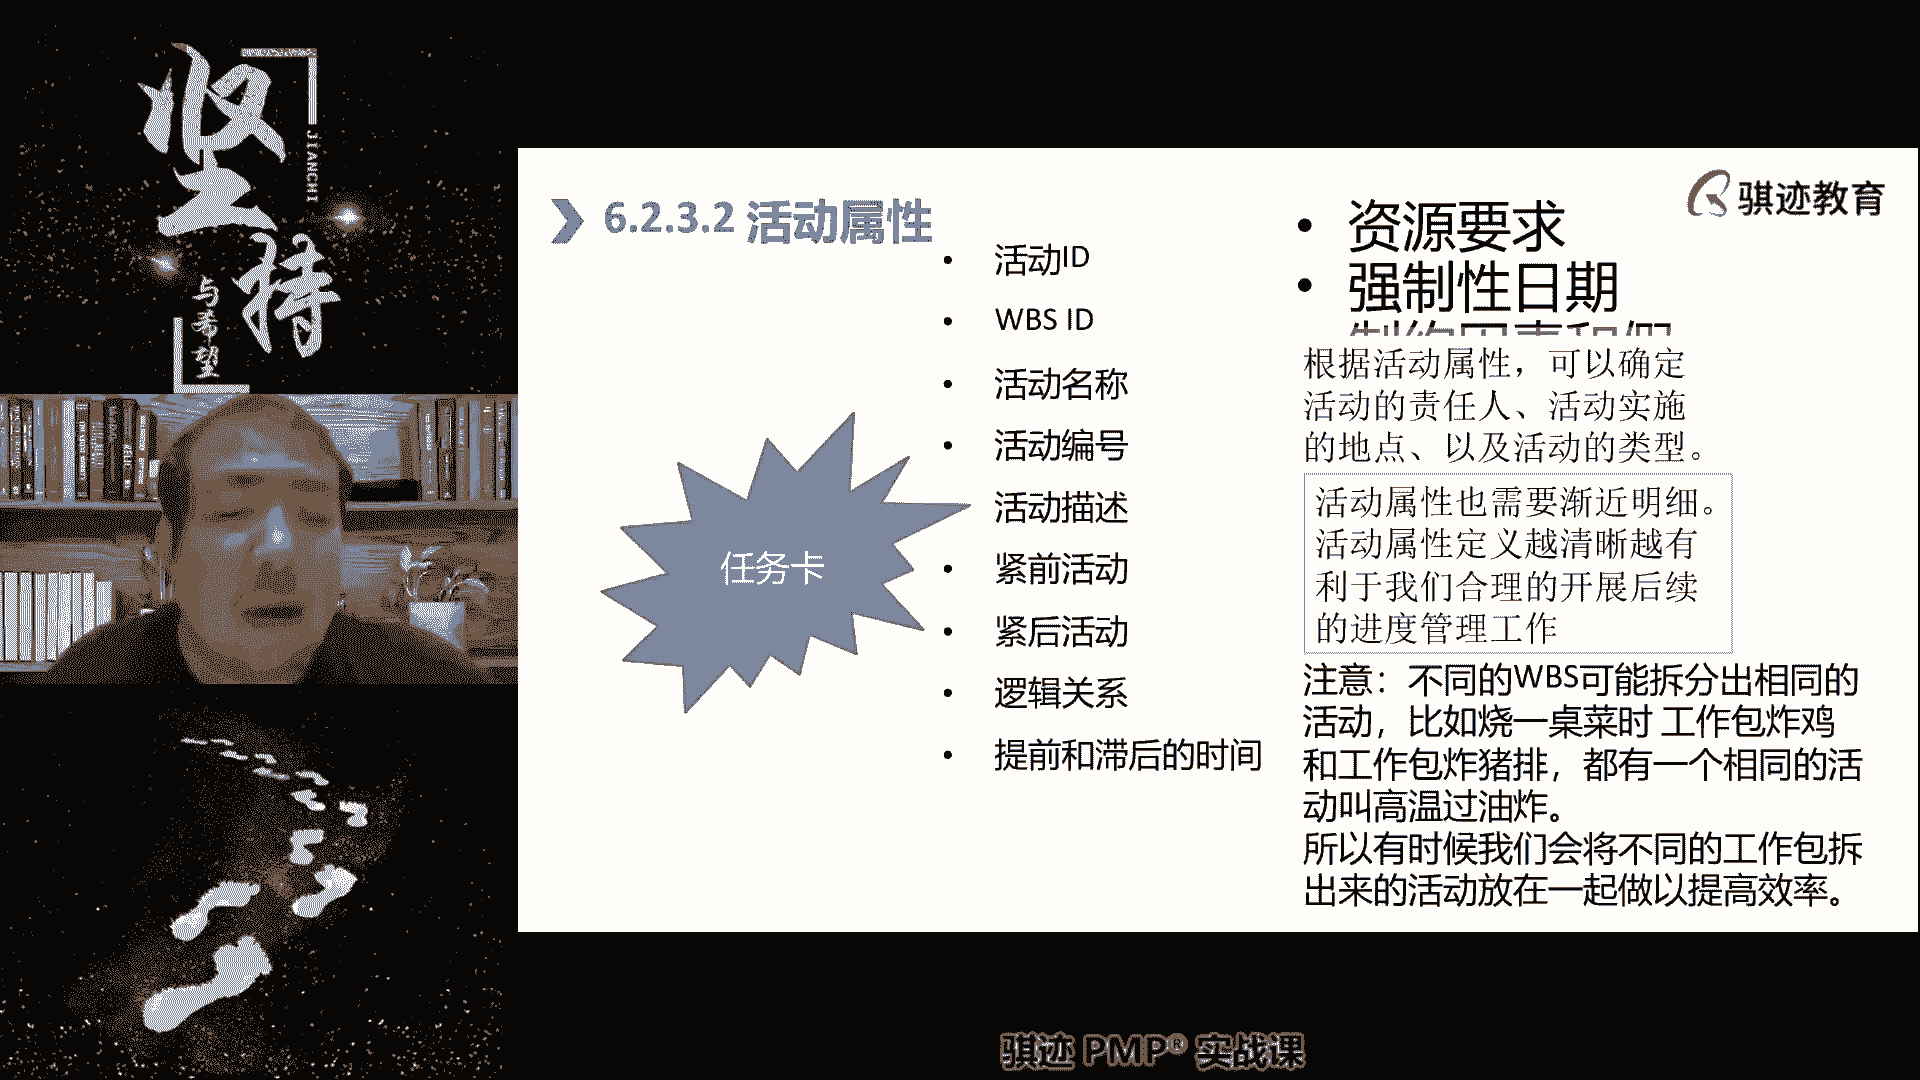 坚持
JIANCHI
与希望
6.2.3.2 活动属性
骐迹教育
活动ID
WBS ID
活动名称
活动编号
活动描述
紧前活动
紧后活动
逻辑关系
提前和滞后的时间
任务卡
资源要求
强制性日期
根据活动属性，可以确定
活动的责任人、活动实施
的地点、以及活动的类型。
活动属性也需要渐近明细。
活动属性定义越清晰越有
利于我们合理的开展后续
的进度管理工作
注意：不同的WBS可能拆分出相同的
活动，比如烧一桌菜时 工作包炸鸡
和工作包炸猪排，都有一个相同的活
动叫高温过油炸。
所以有时候我们会将不同的工作包拆
出来的活动放在一起做以提高效率。
骐迹 PMP® 实战课